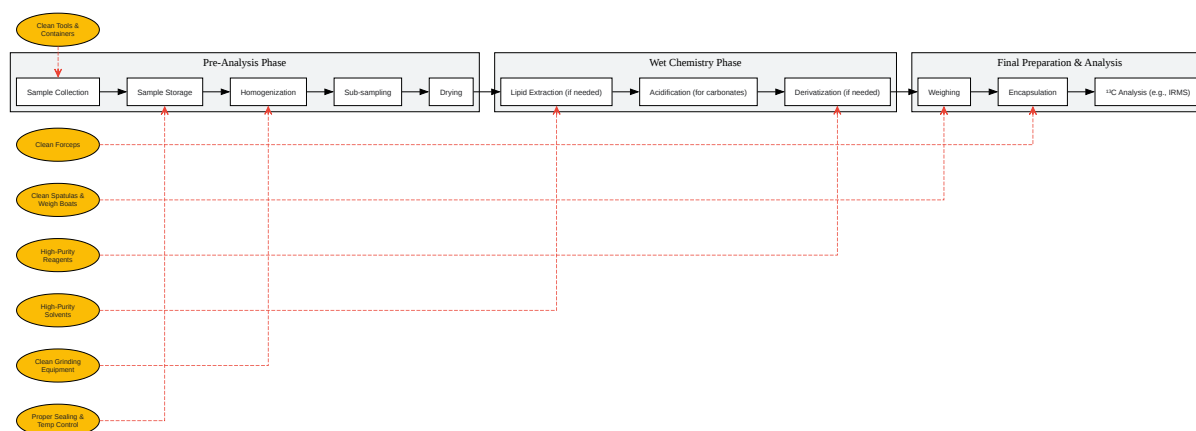 Clean Tools &
Containers
Pre-Analysis Phase
Wet Chemistry Phase
Final Preparation & Analysis
Sample Collection
Sample Storage
Homogenization
Sub-sampling
Drying
Lipid Extraction (if needed)
Acidification (for carbonates)
Derivatization (if needed)
Weighing
Encapsulation
¹³C Analysis (e.g., IRMS)
Clean Forceps
Clean Spatulas &
Weigh Boats
High-Purity
Reagents
High-Purity
Solvents
Clean Grinding
Equipment
Proper Sealing &
Temp Control